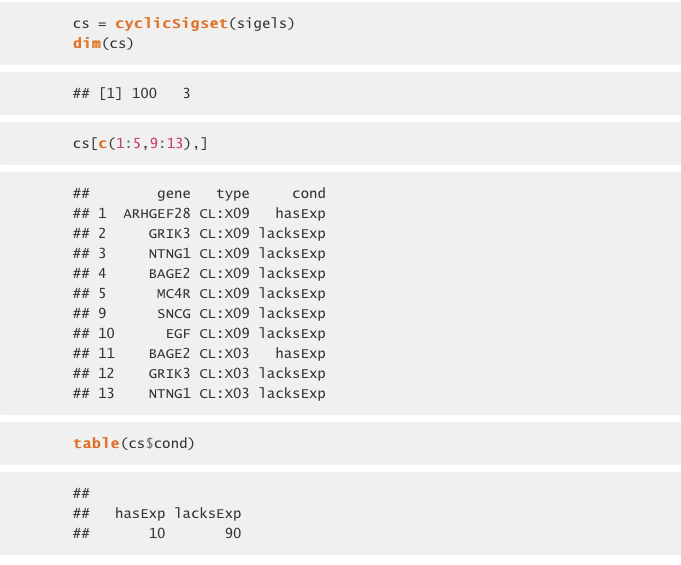 cs = cyclicSigset(sigels)
dim(cs)
## [1] 100   3
cs[c(1:5,9:13),]
##        gene   type     cond
## 1  ARHGEF28 CL:X09   hasExp
## 2     GRIK3 CL:X09 lacksExp
## 3     NTNG1 CL:X09 lacksExp
## 4     BAGE2 CL:X09 lacksExp
## 5      MC4R CL:X09 lacksExp
## 9      SNCG CL:X09 lacksExp
## 10      EGF CL:X09 lacksExp
## 11    BAGE2 CL:X03   hasExp
## 12    GRIK3 CL:X03 lacksExp
## 13    NTNG1 CL:X03 lacksExp
table(cs$cond)
##
##   hasExp lacksExp
##       10       90